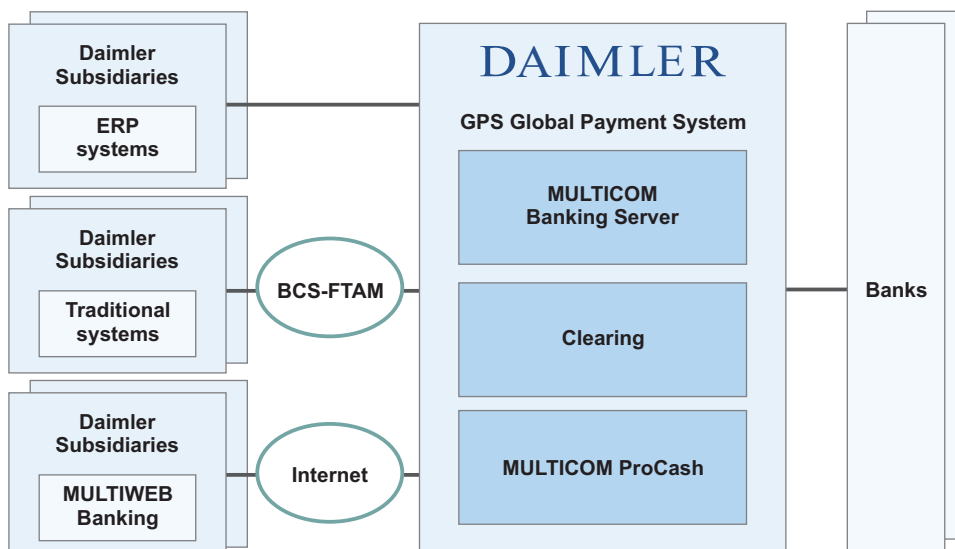 Daimler
Subsidiaries
ERP
systems
Daimler
Subsidiaries
Traditional
systems
Daimler
Subsidiaries
MULTIWEB
Banking
BCS-FTAM
Internet
DAIMLER
GPS Global Payment System
MULTICOM
Banking Server
Clearing
MULTICOM ProCash
Banks